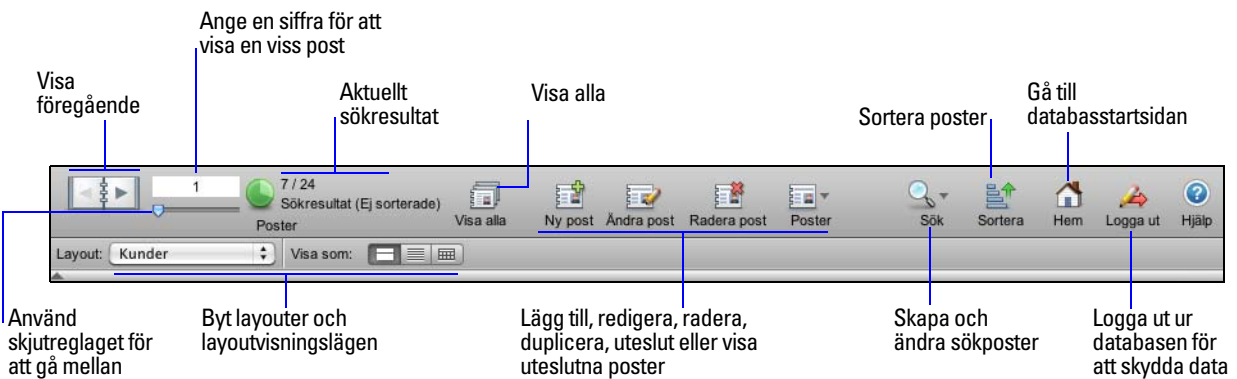 Ange en siffra för att
visa en viss post
Visa
föregående
Aktuellt
sökresultat
Visa alla
Sortera poster
Gå till
databasstartsidan
1
7 / 24
Sökresultat (Ej sorterade)
Poster
Visa alla
Ny post
Ändra post
Radera post
Poster
Sök
Sortera
Hem
Logga ut
Hjälp
Layout: Kunder
Visa som:
Använd
skjutreglaget för
att gå mellan
Byt layouter och
layoutvisningslägen
Lägg till, redigera, radera,
duplicera, uteslut eller visa
uteslutna poster
Skapa och
ändra sökposter
Logga ut ur
databasen för
att skydda data